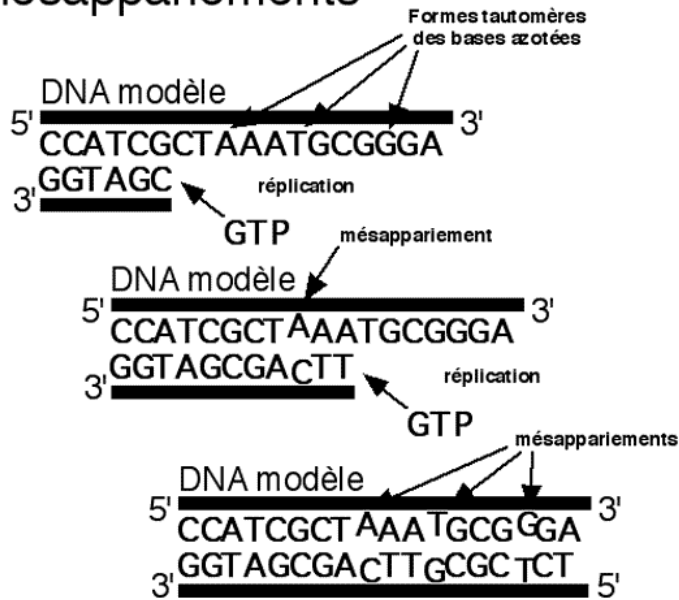 mésappariements
Formes tautomères
des bases azotées
DNA modèle
5' 3'
CCATCGCTAAATGCGGGA
GGTAGC
3'
réplication
GTP
mésappariement
DNA modèle
5' 3'
CCATCGCTAAATGCGGGA
GGTAGCGACTT
3'
réplication
GTP
mésappariements
DNA modèle
5' 3'
CCATCGCTAAATGCGGGA
GGTAGCGACTTGCGCTCT
3' 5'